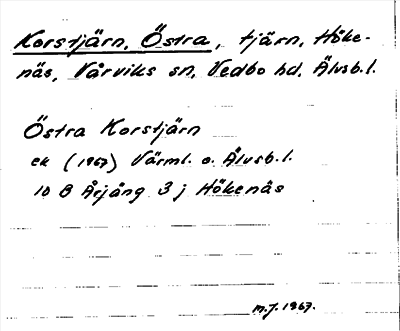 Korstjärn, Östra, tjärn, Höke-
näs, Vårviks sn, Vedbo hd, Älvsb.l.
Östra Korstjärn
ek (1967) Värml. o. Älvsb.l.
10 B Årjäng 3 j Hökenäs
M.J. 1967.